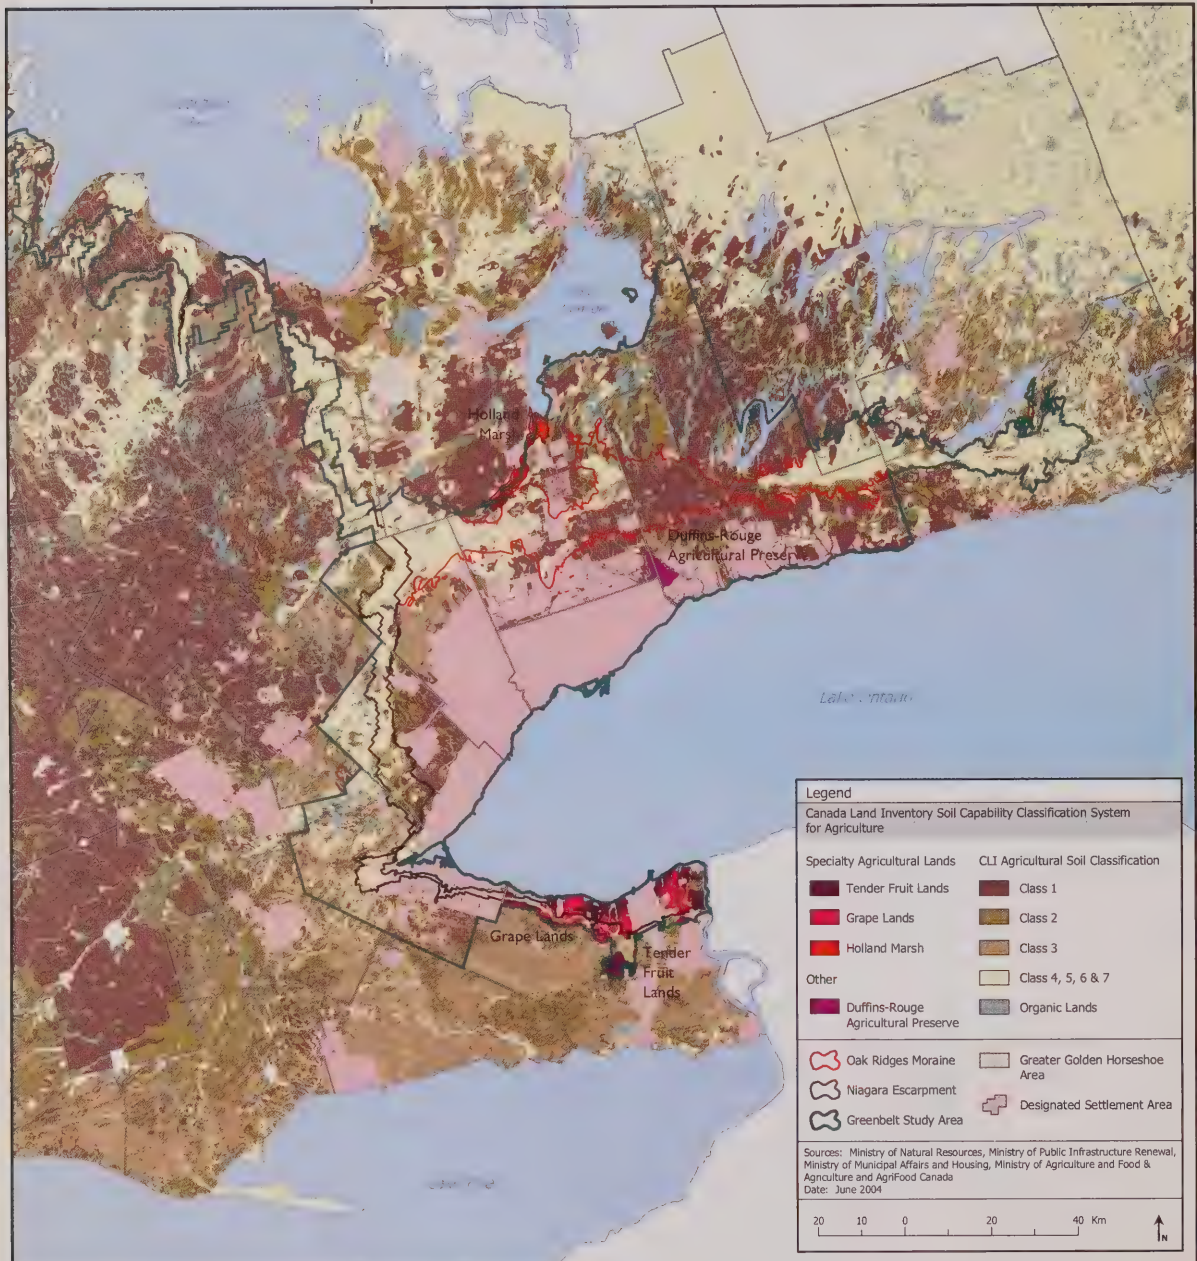 Holland
Marsh
Duffins-Rouge
Agricultural Preserve
Lake Ontario
Grape Lands
Tender
Fruit
Lands
Legend
Canada Land Inventory Soil Capability Classification System
for Agriculture
Specialty Agricultural Lands
Tender Fruit Lands
Grape Lands
Holland Marsh
Other
Duffins-Rouge
Agricultural Preserve
CLI Agricultural Soil Classification
Class 1
Class 2
Class 3
Class 4, 5, 6 & 7
Organic Lands
Oak Ridges Moraine
Niagara Escarpment
Greenbelt Study Area
Greater Golden Horseshoe
Area
Designated Settlement Area
Sources: Ministry of Natural Resources, Ministry of Public Infrastructure Renewal,
Ministry of Municipal Affairs and Housing, Ministry of Agriculture and Food &
Agriculture and AgriFood Canada
Date: June 2004
20 10 0 20 40 Km
N